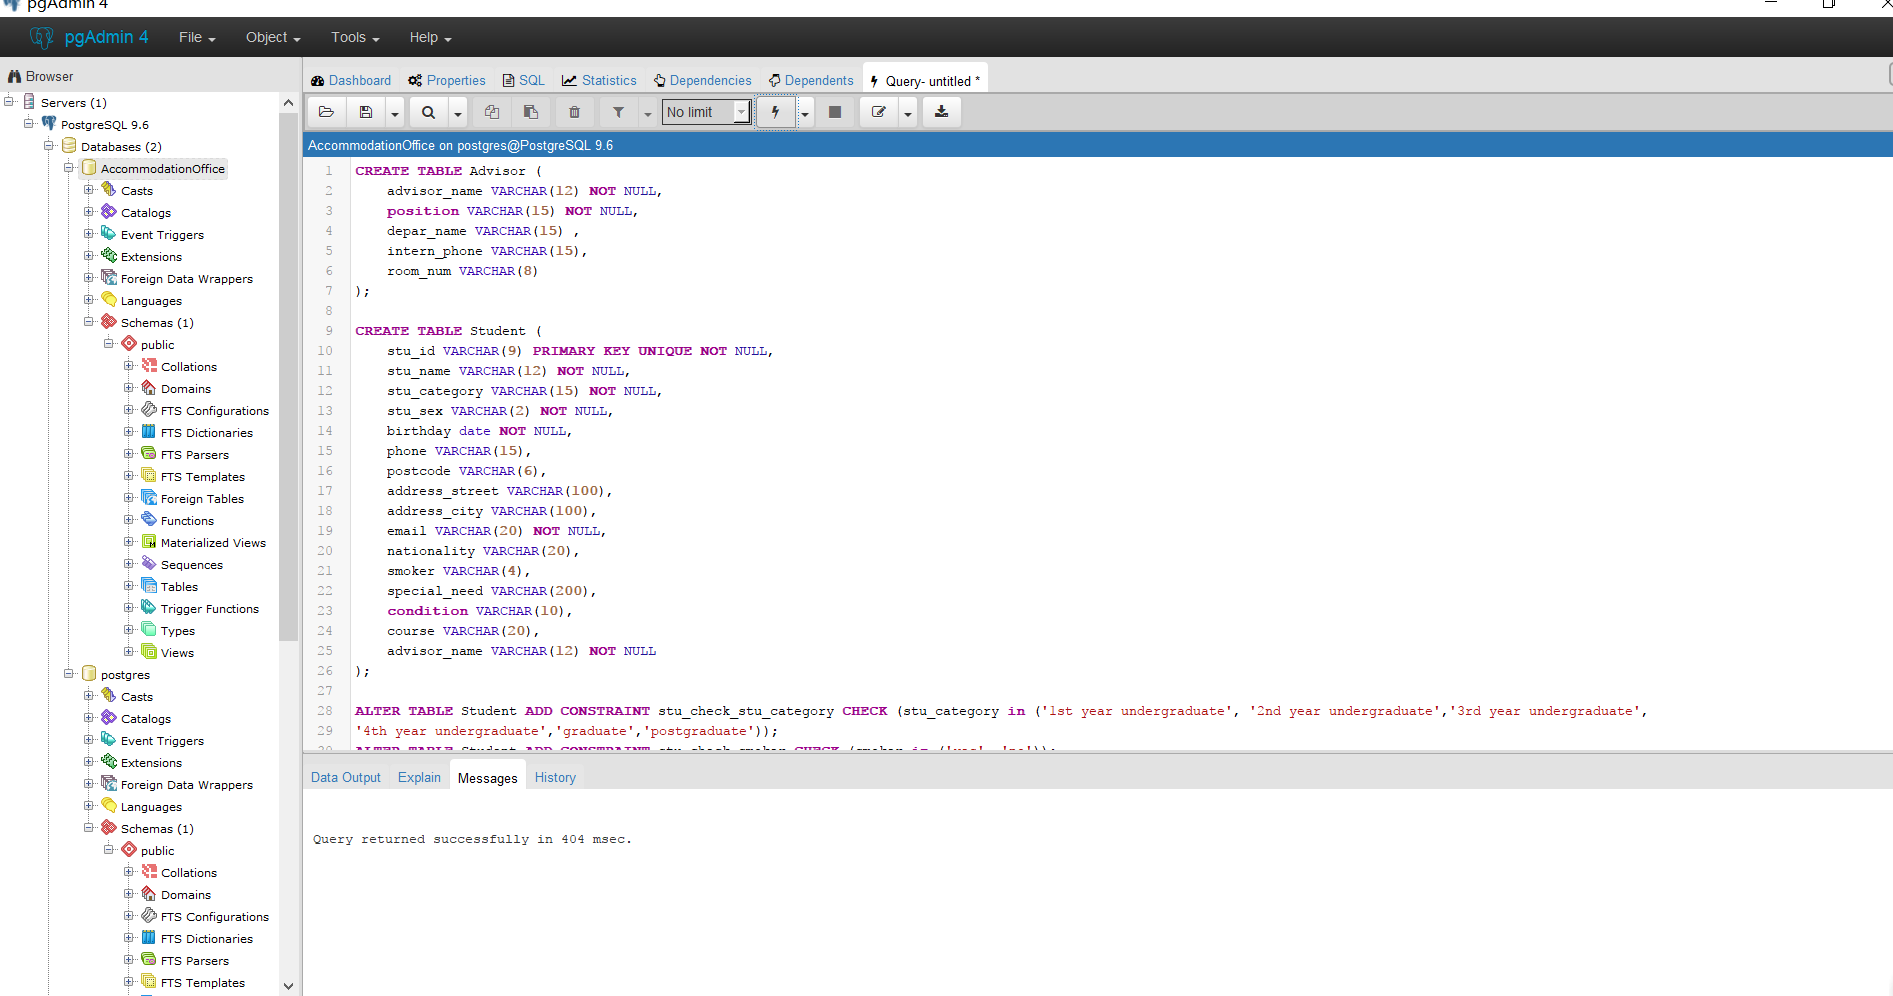 pgAdmin 4
pgAdmin 4 File Object Tools Help
Browser
Servers (1)
PostgreSQL 9.6
Databases (2)
AccommodationOffice
Casts
Catalogs
Event Triggers
Extensions
Foreign Data Wrappers
Languages
Schemas (1)
public
Collations
Domains
FTS Configurations
FTS Dictionaries
FTS Parsers
FTS Templates
Foreign Tables
Functions
Materialized Views
Sequences
Tables
Trigger Functions
Types
Views
postgres
Casts
Catalogs
Event Triggers
Extensions
Foreign Data Wrappers
Languages
Schemas (1)
public
Collations
Domains
FTS Configurations
FTS Dictionaries
FTS Parsers
FTS Templates
Dashboard Properties SQL Statistics Dependencies Dependents Query- untitled *
No limit
AccommodationOffice on postgres@PostgreSQL 9.6
1 CREATE TABLE Advisor (
2 advisor_name VARCHAR(12) NOT NULL,
3 position VARCHAR(15) NOT NULL,
4 depar_name VARCHAR(15) ,
5 intern_phone VARCHAR(15),
6 room_num VARCHAR(8)
7 );
8
9 CREATE TABLE Student (
10 stu_id VARCHAR(9) PRIMARY KEY UNIQUE NOT NULL,
11 stu_name VARCHAR(12) NOT NULL,
12 stu_category VARCHAR(15) NOT NULL,
13 stu_sex VARCHAR(2) NOT NULL,
14 birthday date NOT NULL,
15 phone VARCHAR(15),
16 postcode VARCHAR(6),
17 address_street VARCHAR(100),
18 address_city VARCHAR(100),
19 email VARCHAR(20) NOT NULL,
20 nationality VARCHAR(20),
21 smoker VARCHAR(4),
22 special_need VARCHAR(200),
23 condition VARCHAR(10),
24 course VARCHAR(20),
25 advisor_name VARCHAR(12) NOT NULL
26 );
27
28 ALTER TABLE Student ADD CONSTRAINT stu_check_stu_category CHECK (stu_category in ('1st year undergraduate', '2nd year undergraduate','3rd year undergraduate',
29 '4th year undergraduate','graduate','postgraduate'));
30 ALTER TABLE Student ADD CONSTRAINT stu_check_smoker CHECK (smoker in ('yes', 'no'));
Data Output Explain Messages History
Query returned successfully in 404 msec.